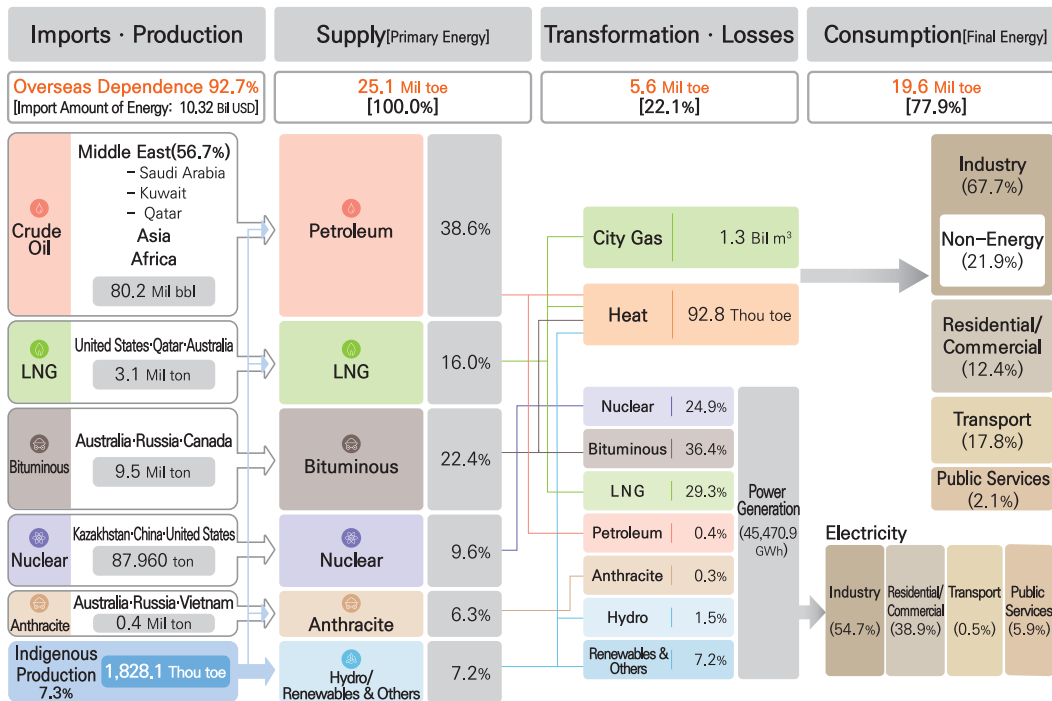 Imports · Production
Supply[Primary Energy]
Transformation · Losses
Consumption[Final Energy]
Overseas Dependence 92.7%
[Import Amount of Energy: 10.32 Bil USD]
25.1 Mil toe
[100.0%]
5.6 Mil toe
[22.1%]
19.6 Mil toe
[77.9%]
Crude
Oil
Middle East(56.7%)
– Saudi Arabia
– Kuwait
– Qatar
Asia
Africa
80.2 Mil bbl
LNG
United States·Qatar·Australia
3.1 Mil ton
Bituminous
Australia·Russia·Canada
9.5 Mil ton
Nuclear
Kazakhstan·China·United States
87.960 ton
Anthracite
Australia·Russia·Vietnam
0.4 Mil ton
Indigenous
Production
7.3%
1,828.1 Thou toe
Petroleum
38.6%
LNG
16.0%
Bituminous
22.4%
Nuclear
9.6%
Anthracite
6.3%
Hydro/
Renewables & Others
7.2%
City Gas
1.3 Bil m³
Heat
92.8 Thou toe
Nuclear
24.9%
Bituminous
36.4%
LNG
29.3%
Petroleum
0.4%
Anthracite
0.3%
Hydro
1.5%
Renewables &
Others
7.2%
Power
Generation
(45,470.9
GWh)
Industry
(67.7%)
Non-Energy
(21.9%)
Residential/
Commercial
(12.4%)
Transport
(17.8%)
Public Services
(2.1%)
Electricity
Industry
(54.7%)
Residential/
Commercial
(38.9%)
Transport
(0.5%)
Public
Services
(5.9%)